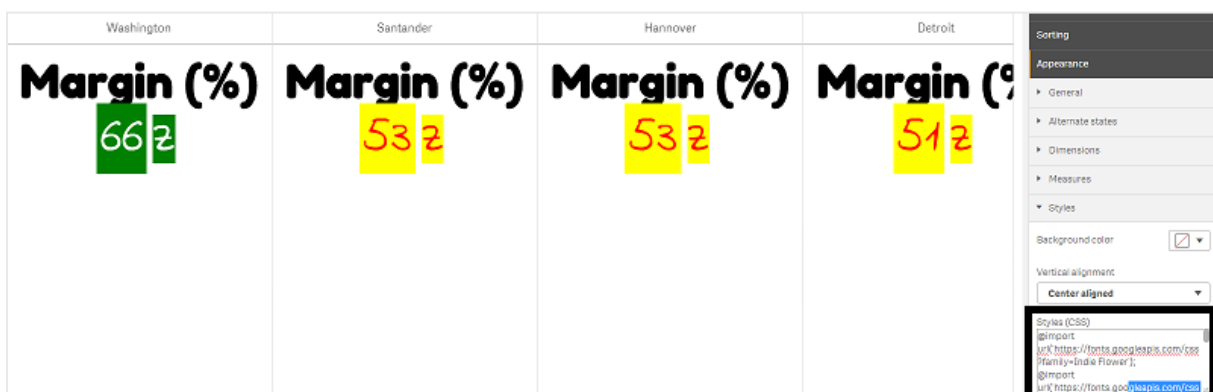 Washington Santander Hannover Detroit
Margin (%) Margin (%) Margin (%) Margin (%
66 z 53 z 53 z 51 z
Sorting
Appearance
General
Alternate states
Dimensions
Measures
Styles
Background color
Vertical alignment
Center aligned
Styles (CSS)
@import
url('https://fonts.googleapis.com/css
?family=Indie Flower');
@import
url('https://fonts.googleapis.com/css